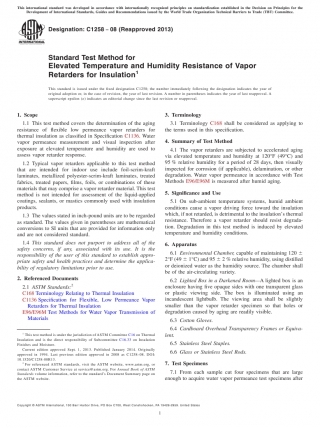 This international standard was developed in accordance with internationally recognized principles on standardization established in the Decision on Principles for the
Development of International Standards, Guides and Recommendations issued by the World Trade Organization Technical Barriers to Trade (TBT) Committee.
Designation: C1258 − 08 (Reapproved 2013)
Standard Test Method for
Elevated Temperature and Humidity Resistance of Vapor
Retarders for Insulation1
This standard is issued under the fixed designation C1258; the number immediately following the designation indicates the year of
original adoption or, in the case of revision, the year of last revision. A number in parentheses indicates the year of last reapproval. A
superscript epsilon (ε) indicates an editorial change since the last revision or reapproval.
1. Scope
1.1 This test method covers the determination of the aging
resistance of flexible low permeance vapor retarders for
thermal insulation as classified in Specification C1136. Water
vapor permeance measurement and visual inspection after
exposure at elevated temperature and humidity are used to
assess vapor retarder response.
1.2 Typical vapor retarders applicable to this test method
that are intended for indoor use include foil-scrim-kraft
laminates, metallized polyester-scrim-kraft laminates, treated
fabrics, treated papers, films, foils, or combinations of these
materials that may comprise a vapor retarder material. This test
method is not intended for assessment of the liquid-applied
coatings, sealants, or mastics commonly used with insulation
products.
1.3 The values stated in inch-pound units are to be regarded
as standard. The values given in parentheses are mathematical
conversions to SI units that are provided for information only
and are not considered standard.
1.4 This standard does not purport to address all of the
safety concerns, if any, associated with its use. It is the
responsibility of the user of this standard to establish appro-
priate safety and health practices and determine the applica-
bility of regulatory limitations prior to use.
2. Referenced Documents
2.1 ASTM Standards:2
C168 Terminology Relating to Thermal Insulation
C1136 Specification for Flexible, Low Permeance Vapor
Retarders for Thermal Insulation
E96/E96M Test Methods for Water Vapor Transmission of
Materials
1 This test method is under the jurisdiction of ASTM Committee C16 on Thermal
Insulation and is the direct responsibility of Subcommittee C16.33 on Insulation
Finishes and Moisture.
Current edition approved Sept. 1, 2013. Published January 2014. Originally
approved in 1994. Last previous edition approved in 2008 as C1258–08. DOI:
10.1520/C1258-08R13.
2 For referenced ASTM standards, visit the ASTM website, www.astm.org, or
contact ASTM Customer Service at service@astm.org. For Annual Book of ASTM
Standards volume information, refer to the standard's Document Summary page on
the ASTM website.
3. Terminology
3.1 Terminology C168 shall be considered as applying to
the terms used in this specification.
4. Summary of Test Method
4.1 The vapor retarders are subjected to accelerated aging
via elevated temperature and humidity at 120°F (49°C) and
95 % relative humidity for a period of 28 days, then visually
inspected for corrosion (if applicable), delamination, or other
degradation. Water vapor permeance in accordance with Test
Methods E96/E96M is measured after humid aging.
5. Significance and Use
5.1 On sub-ambient temperature systems, humid ambient
conditions cause a vapor driving force toward the insulation
which, if not retarded, is detrimental to the insulation's thermal
resistance. Therefore a vapor retarder should resist degrada-
tion. Degradation in this test method is induced by elevated
temperature and humidity conditions.
6. Apparatus
6.1 Environmental Chamber, capable of maintaining 120 ±
2°F (49 ± 1°C) and 95 ± 2 % relative humidity, using distilled
or deionized water as the humidity source. The chamber shall
be of the air-circulating variety.
6.2 Lighted Box in a Darkened Room—A lighted box is an
enclosure having five opaque sides with one transparent glass
or plastic viewing side. The box is illuminated using an
incandescent lightbulb. The viewing area shall be slightly
smaller than the vapor retarder specimen so that holes or
degradation caused by aging are readily visible.
6.3 Cotton Gloves.
6.4 Cardboard Overhead Transparency Frames or Equiva-
lent.
6.5 Stainless Steel Staples.
6.6 Glass or Stainless Steel Rods.
7. Test Specimens
7.1 From each sample cut four specimens that are large
enough to acquire water vapor permeance test specimens after
Copyright © ASTM International, 100 Barr Harbor Drive, PO Box C700, West Conshohocken, PA 19428-2959. United States
1